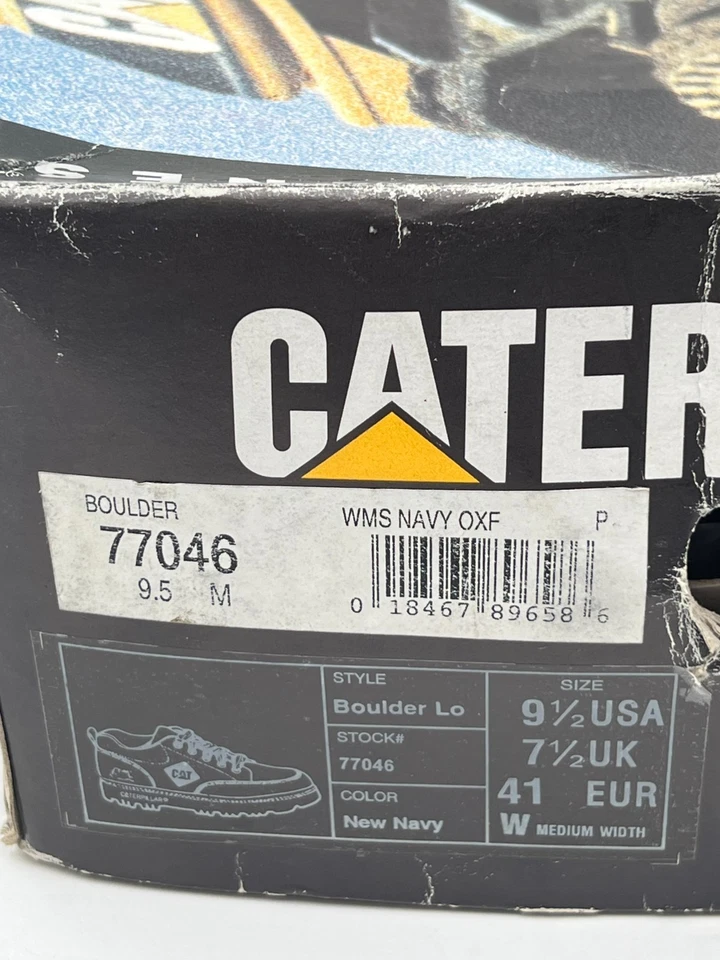 N E S
CATER
BOULDER
77046
9.5 M
WMS NAVY OXF P
0 18467 89658 6
CAT
CATERPILLAR
STYLE
Boulder Lo
STOCK#
77046
COLOR
New Navy
SIZE
9½ USA
7½ UK
41 EUR
W MEDIUM WIDTH